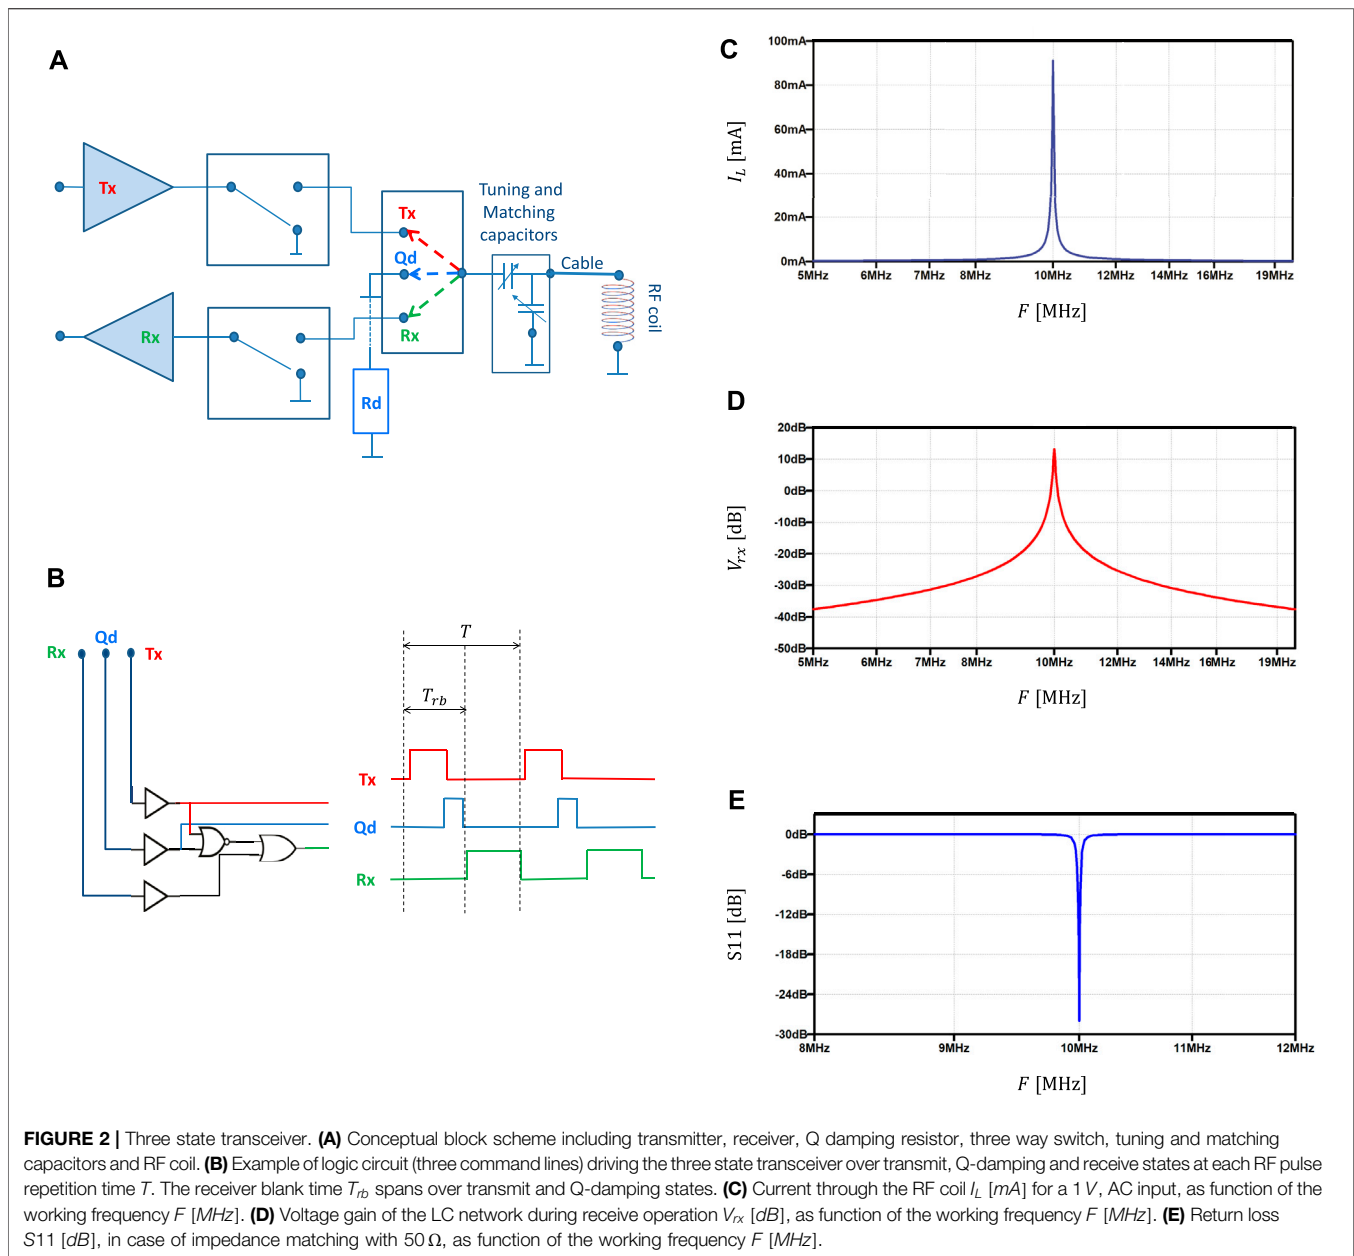 A
Tx
Tx
Qd
Rx
Rx
Rd
Tuning and
Matching
capacitors
Cable
RF coil
B
Rx
Qd
Tx
T
Trb
Tx
Qd
Rx
C
100mA
80mA
60mA
40mA
20mA
0mA
IL [mA]
5MHz 6MHz 7MHz 8MHz 10MHz 12MHz 14MHz 16MHz 19MHz
F [MHz]
D
20dB
10dB
0dB
-10dB
-20dB
-30dB
-40dB
-50dB
Vrx [dB]
5MHz 6MHz 7MHz 8MHz 10MHz 12MHz 14MHz 16MHz 19MHz
F [MHz]
E
0dB
-6dB
-12dB
-18dB
-24dB
-30dB
S11 [dB]
8MHz 9MHz 10MHz 11MHz 12MHz
F [MHz]
FIGURE 2 | Three state transceiver. (A) Conceptual block scheme including transmitter, receiver, Q damping resistor, three way switch, tuning and matching
capacitors and RF coil. (B) Example of logic circuit (three command lines) driving the three state transceiver over transmit, Q-damping and receive states at each RF pulse
repetition time T. The receiver blank time Trb spans over transmit and Q-damping states. (C) Current through the RF coil IL [mA] for a 1 V, AC input, as function of the
working frequency F [MHz]. (D) Voltage gain of the LC network during receive operation Vrx [dB], as function of the working frequency F [MHz]. (E) Return loss
S11 [dB], in case of impedance matching with 50 Ω, as function of the working frequency F [MHz].